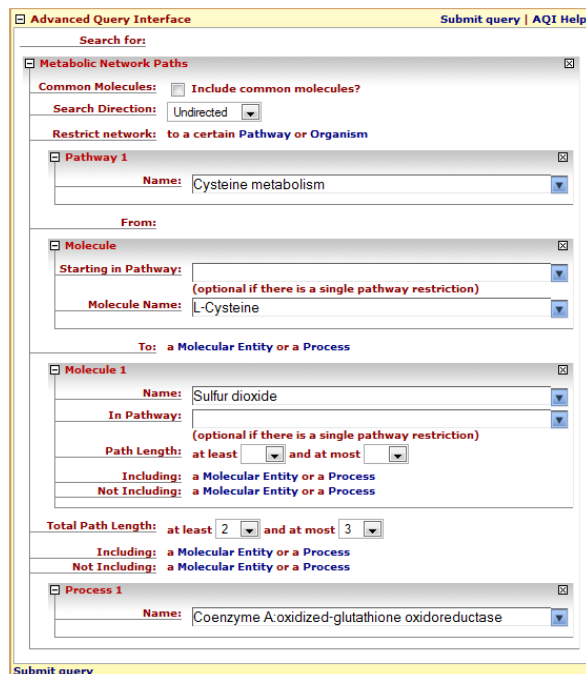 Advanced Query Interface Submit query | AQI Help
Search for:
Metabolic Network Paths
Common Molecules: Include common molecules?
Search Direction: Undirected
Restrict network: to a certain Pathway or Organism
Pathway 1
Name: Cysteine metabolism
From:
Molecule
Starting in Pathway:
(optional if there is a single pathway restriction)
Molecule Name: L-Cysteine
To: a Molecular Entity or a Process
Molecule 1
Name: Sulfur dioxide
In Pathway:
(optional if there is a single pathway restriction)
Path Length: at least and at most
Including: a Molecular Entity or a Process
Not Including: a Molecular Entity or a Process
Total Path Length: at least 2 and at most 3
Including: a Molecular Entity or a Process
Not Including: a Molecular Entity or a Process
Process 1
Name: Coenzyme A:oxidized-glutathione oxidoreductase
Submit query